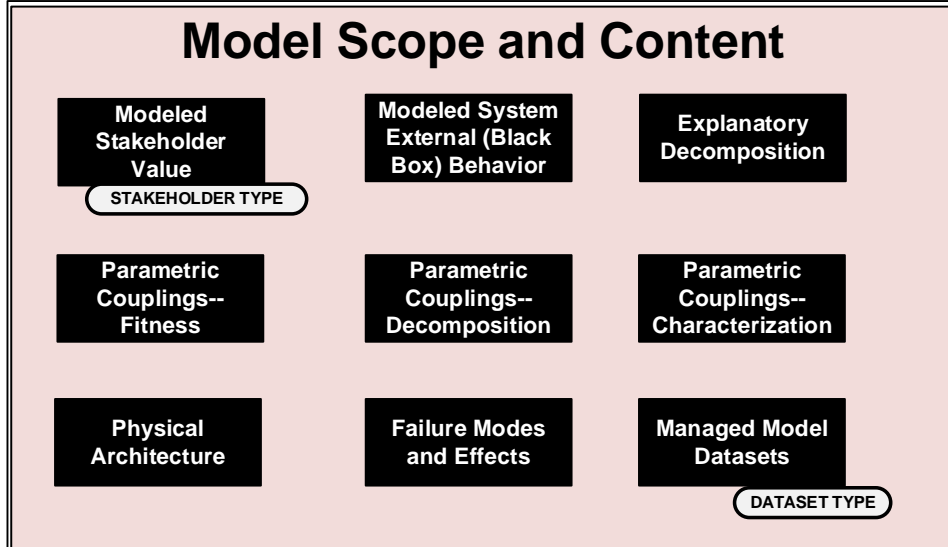 Model Scope and Content
Modeled
Stakeholder
Value
STAKEHOLDER TYPE
Modeled System
External (Black
Box) Behavior
Explanatory
Decomposition
Parametric
Couplings--
Fitness
Parametric
Couplings--
Decomposition
Parametric
Couplings--
Characterization
Physical
Architecture
Failure Modes
and Effects
Managed Model
Datasets
DATASET TYPE